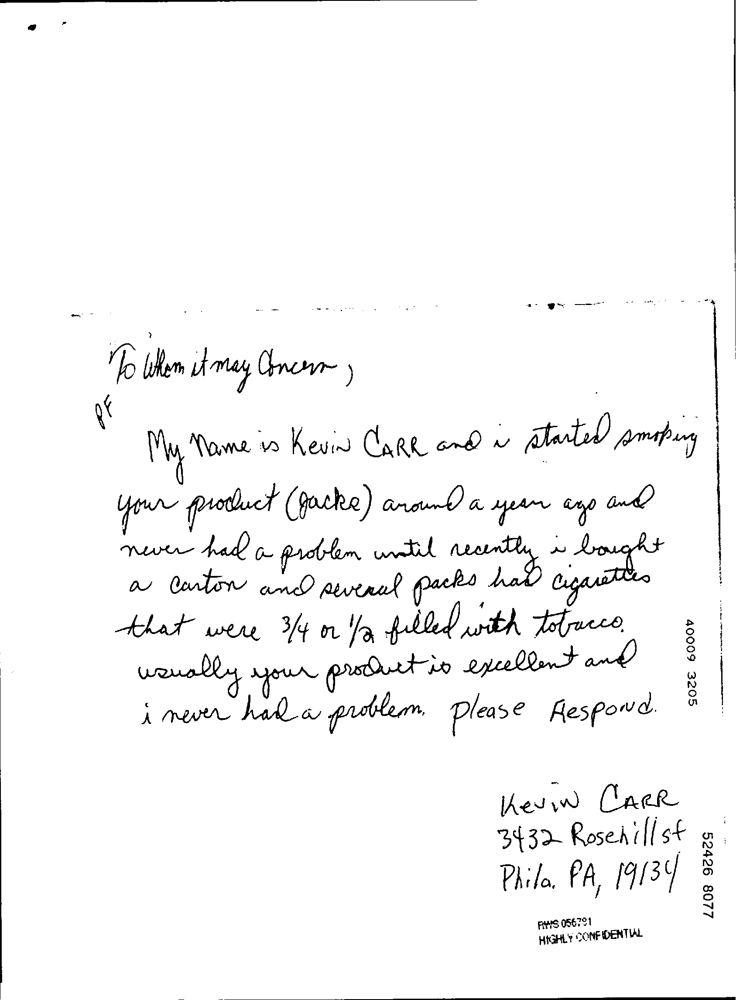 To Whom it may Concern,
PF
My Name is Kevin CARR and i started smoking
your product (Jacks) around a year ago and
never had a problem until recently i bought
a carton and several packs had cigarettes
that were 3/4 or 1/2 filled with tobacco.
usually your product is excellent and
i never had a problem. Please Respond.
Kevin CARR
3432 Rosehill st
Phila. PA, 19134
40009 3205
52426 8077
HIGHLY CONFIDENTIAL